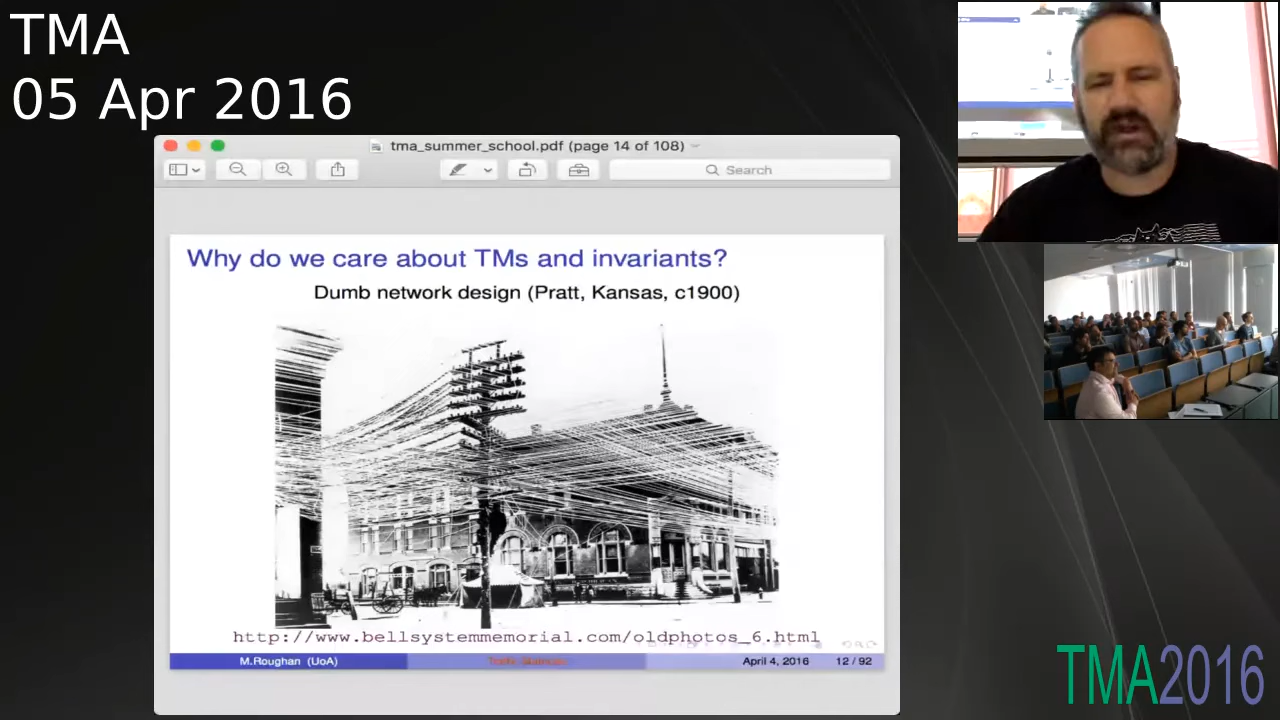 TMA
05 Apr 2016
tma_summer_school.pdf (page 14 of 108)
Search
Why do we care about TMs and invariants?
Dumb network design (Pratt, Kansas, c1900)
http://www.bellsystemmemorial.com/oldphotos_6.html
M.Roughan (UoA)
April 4, 2016
12 / 92
TMA2016